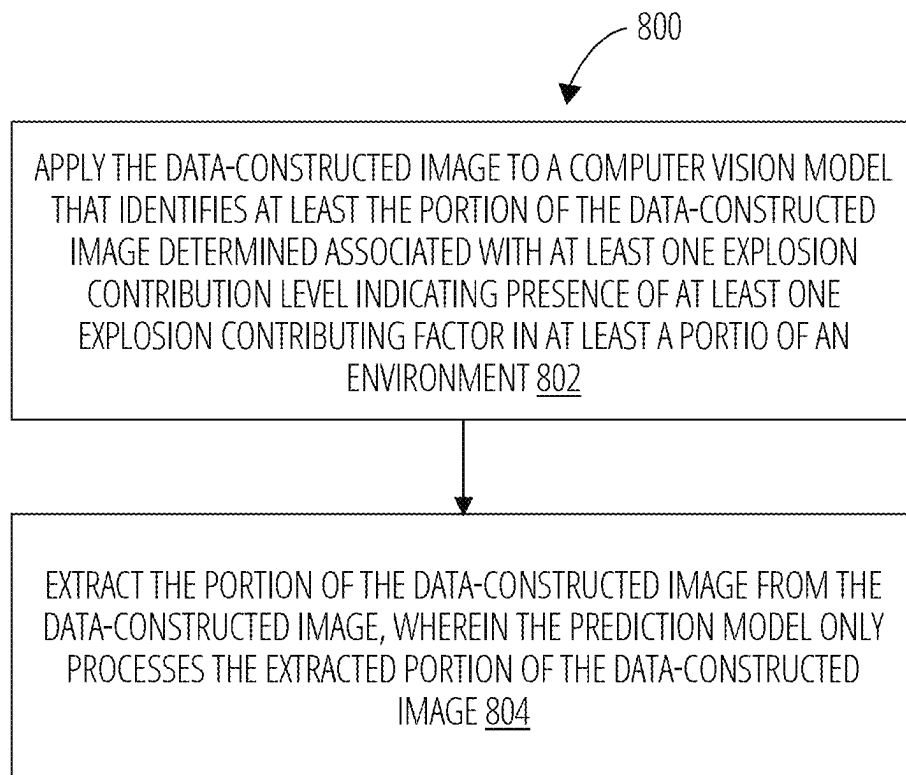 800
APPLY THE DATA-CONSTRUCTED IMAGE TO A COMPUTER VISION MODEL
THAT IDENTIFIES AT LEAST THE PORTION OF THE DATA-CONSTRUCTED
IMAGE DETERMINED ASSOCIATED WITH AT LEAST ONE EXPLOSION
CONTRIBUTION LEVEL INDICATING PRESENCE OF AT LEAST ONE
EXPLOSION CONTRIBUTING FACTOR IN AT LEAST A PORTIO OF AN
ENVIRONMENT 802
EXTRACT THE PORTION OF THE DATA-CONSTRUCTED IMAGE FROM THE
DATA-CONSTRUCTED IMAGE, WHEREIN THE PREDICTION MODEL ONLY
PROCESSES THE EXTRACTED PORTION OF THE DATA-CONSTRUCTED
IMAGE 804